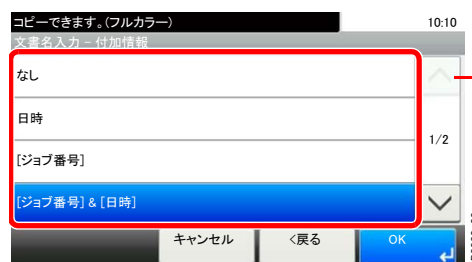 コピーできます。(フルカラー)
10:10
文書名入力 - 付加情報
なし
日時
1/2
[ジョブ番号]
[ジョブ番号] & [日時]
キャンセル
<戻る
OK